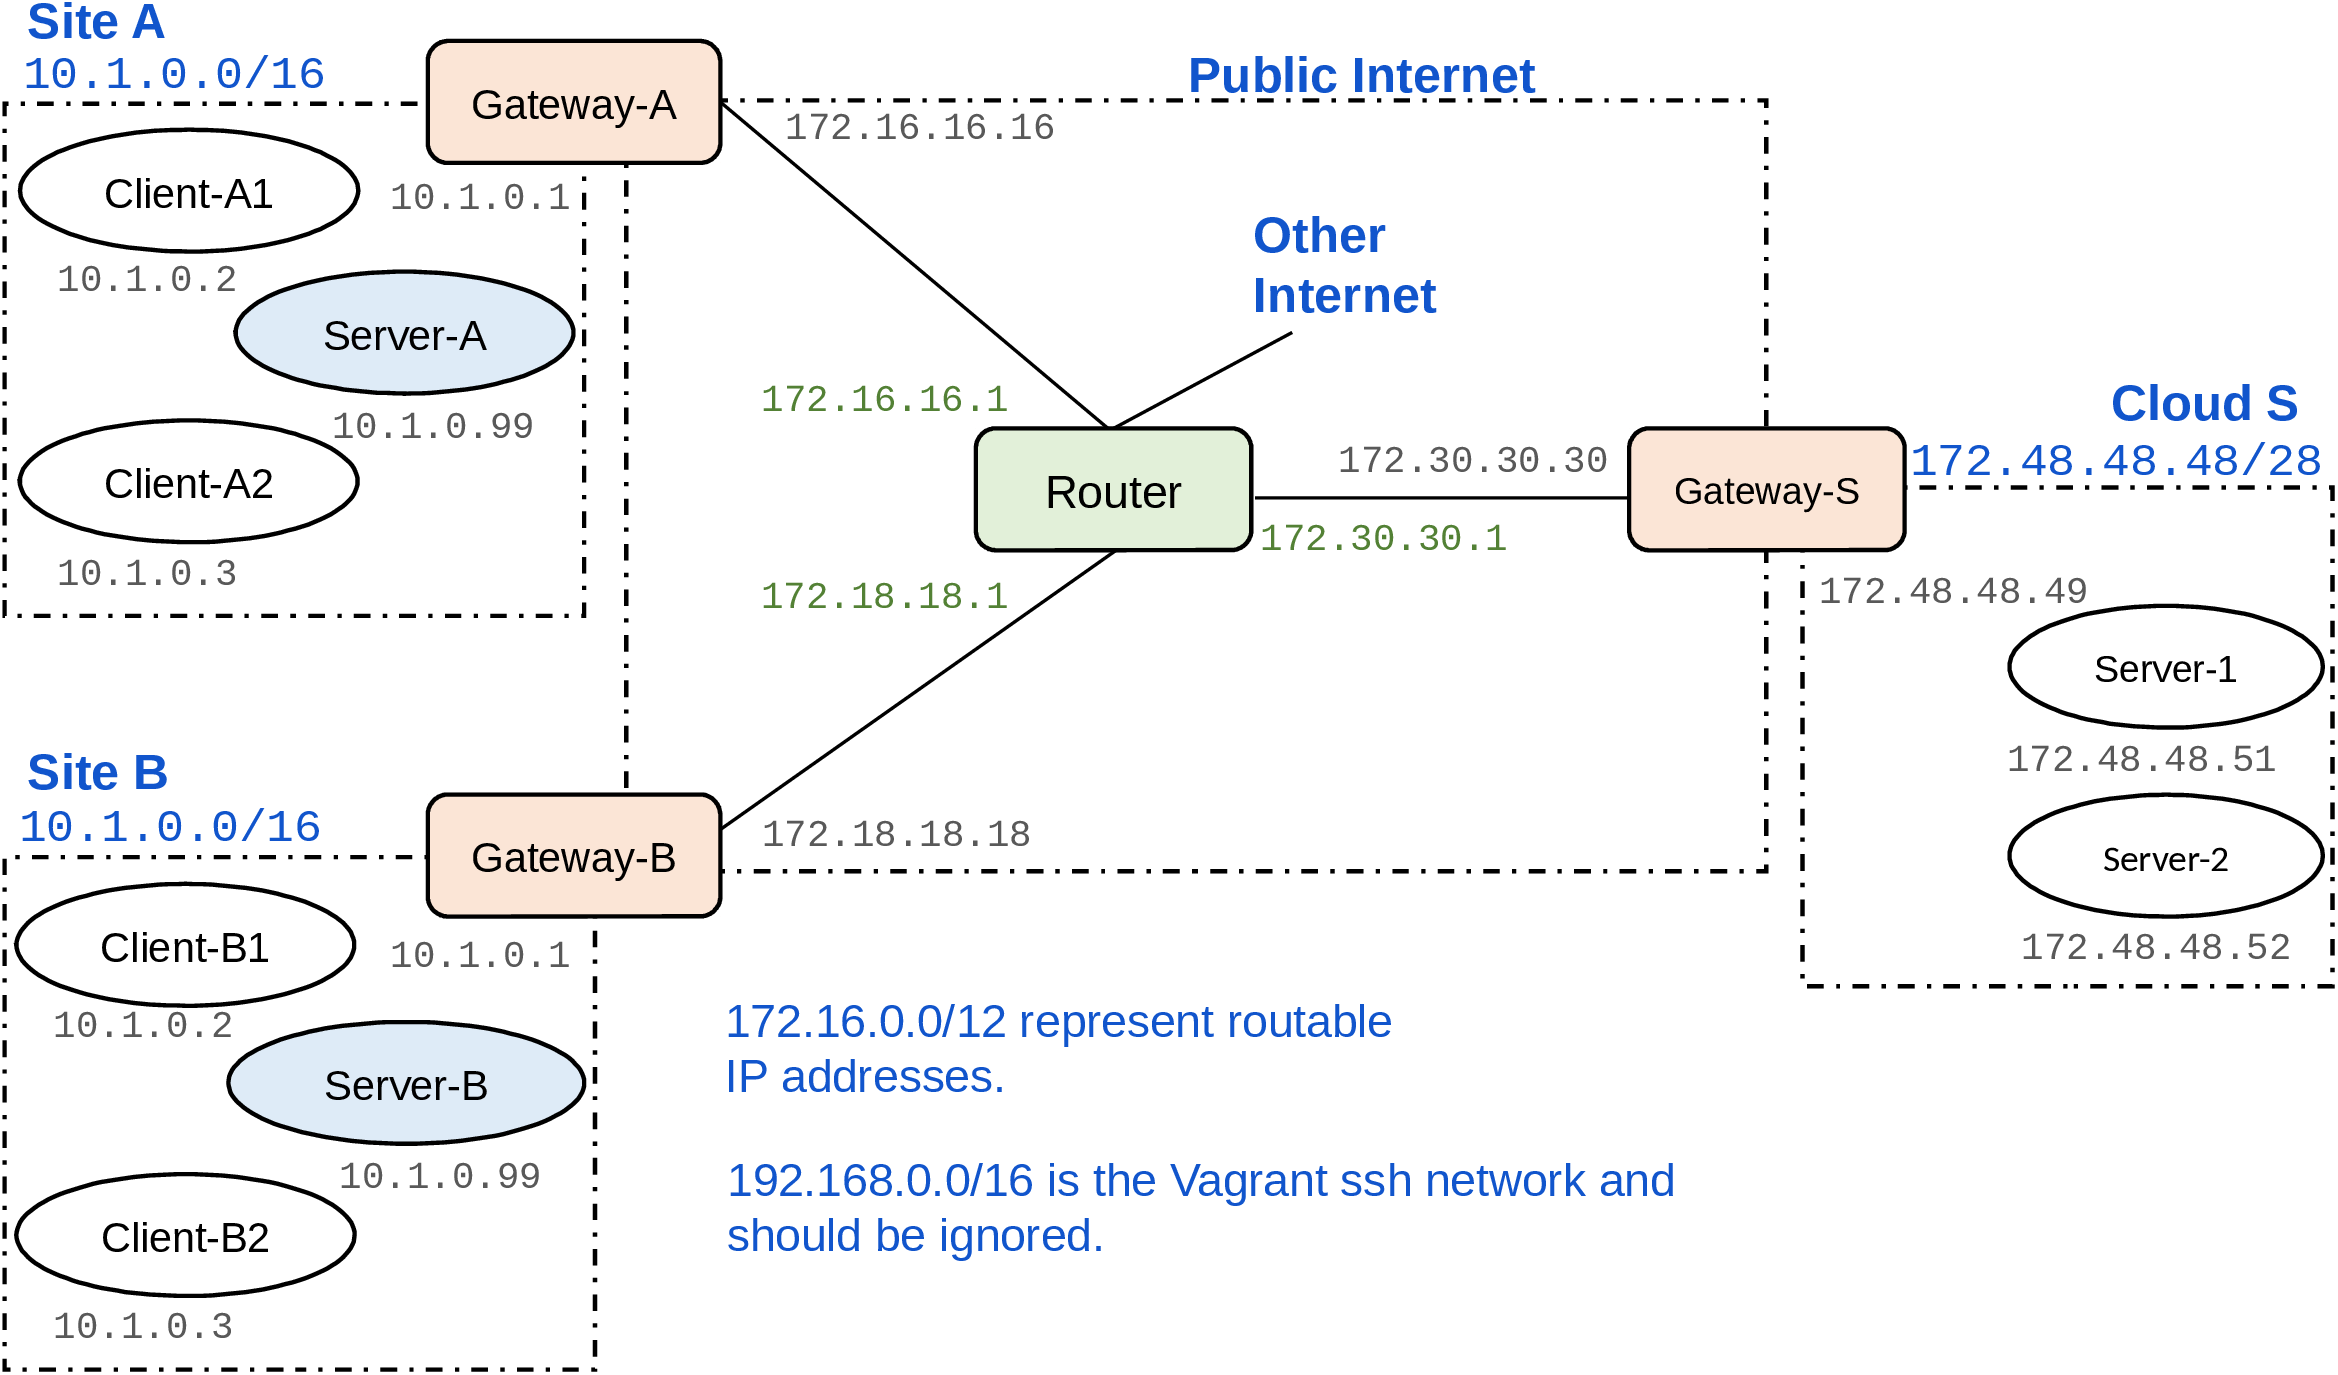 Site A
10.1.0.0/16
Gateway-A
Public Internet
172.16.16.16
Client-A1
10.1.0.1
10.1.0.2
Server-A
10.1.0.99
Client-A2
10.1.0.3
Other
Internet
172.16.16.1
Router
172.30.30.30
172.30.30.1
172.18.18.1
Gateway-S
Cloud S
172.48.48.48/28
172.48.48.49
Server-1
172.48.48.51
Server-2
172.48.48.52
Site B
10.1.0.0/16
Gateway-B
172.18.18.18
Client-B1
10.1.0.1
10.1.0.2
Server-B
10.1.0.99
Client-B2
10.1.0.3
172.16.0.0/12 represent routable
IP addresses.
192.168.0.0/16 is the Vagrant ssh network and
should be ignored.